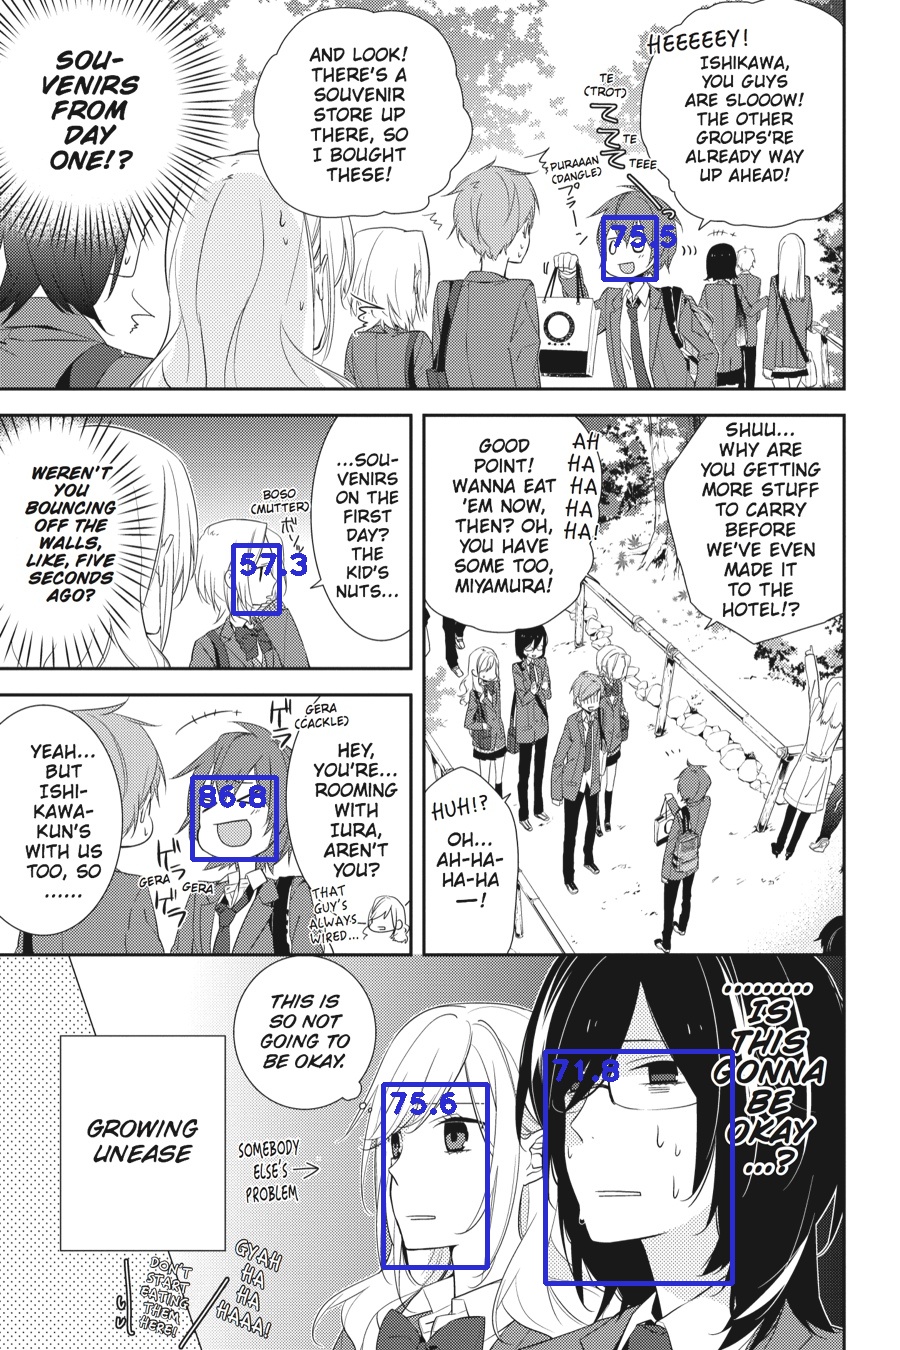 HEEEEEY!
ISHIKAWA,
YOU GUYS
ARE SLOOOW!
THE OTHER
GROUPS'RE
ALREADY WAY
UP AHEAD!
TE
(TROT)
TE
TEEE
75.5
PURAAAN
(DANGLE)
AND LOOK!
THERE'S A
SOUVENIR
STORE UP
THERE, SO
I BOUGHT
THESE!
SOU-
VENIRS
FROM
DAY
ONE!?
SHUU...
WHY ARE
YOU GETTING
MORE STUFF
TO CARRY
BEFORE
WE'VE EVEN
MADE IT
TO THE
HOTEL!?
AH
HA
HA
HA
HA!
GOOD
POINT!
WANNA EAT
'EM NOW,
THEN? OH,
YOU HAVE
SOME TOO,
MIYAMURA!
HUH!?
OH...
AH-HA-
HA-HA
—!
...SOU-
VENIRS
ON THE
FIRST
DAY?
THE
KID'S
NUTS...
BOSO
(MUTTER)
ボソ
57.3
WEREN'T
YOU
BOUNCING
OFF THE
WALLS,
LIKE, FIVE
SECONDS
AGO?
GERA
(CACKLE)
ゲラ
HEY,
YOU'RE...
ROOMING
WITH
IURA,
AREN'T
YOU?
THAT
GUY'S
ALWAYS
WIRED...
86.8
GERA
GERA
ゲラ
YEAH...
BUT
ISHI-
KAWA-
KUN'S
WITH US
TOO, SO
......
.........
IS
THIS
GONNA
BE
OKAY
...?
71.8
THIS IS
SO NOT
GOING TO
BE OKAY.
75.6
SOMEBODY
ELSE'S
PROBLEM
GROWING
UNEASE
GYAH
HA
HA
HAAA!
DON'T
START
EATING
THEM
HERE!